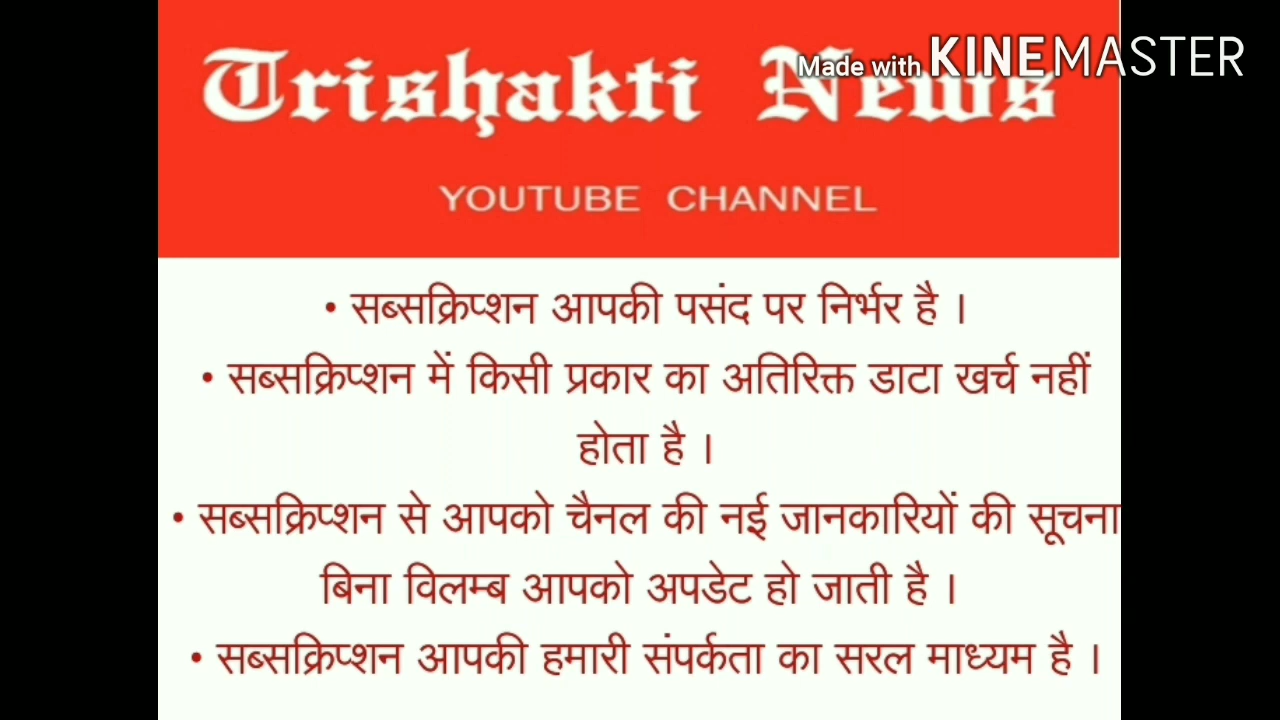 Trishakti News
Made with KINEMASTER
YOUTUBE CHANNEL
• सब्सक्रिप्शन आपकी पसंद पर निर्भर है ।
• सब्सक्रिप्शन में किसी प्रकार का अतिरिक्त डाटा खर्च नहीं
होता है ।
• सब्सक्रिप्शन से आपको चैनल की नई जानकारियों की सूचना
बिना विलम्ब आपको अपडेट हो जाती है ।
• सब्सक्रिप्शन आपकी हमारी संपर्कता का सरल माध्यम है ।